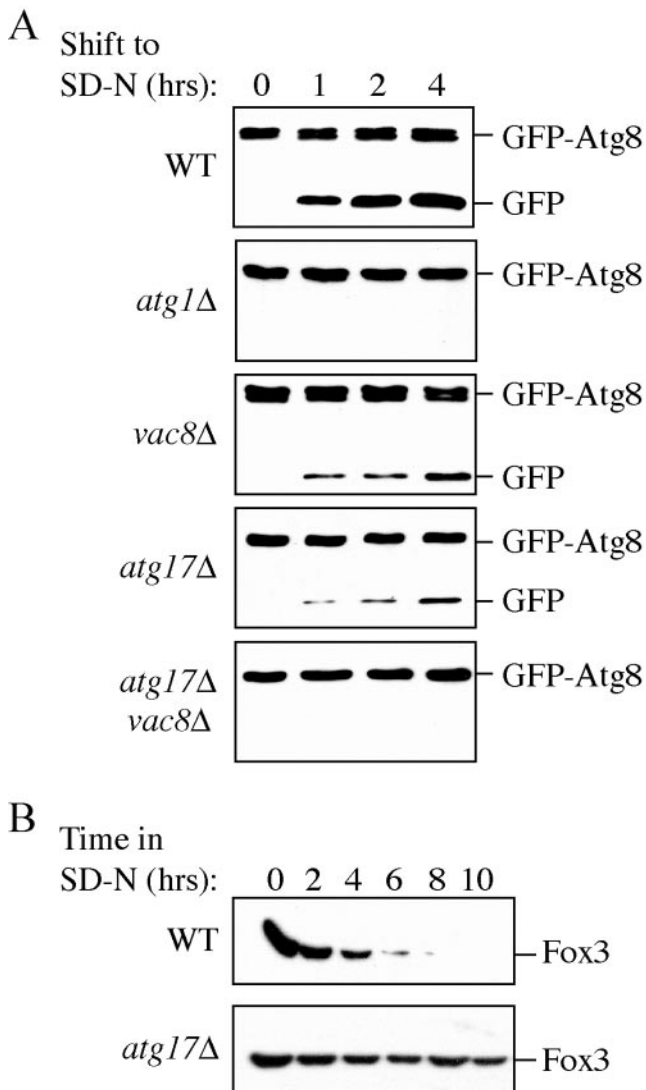 A
Shift to
SD-N (hrs): 0 1 2 4
WT
GFP-Atg8
GFP
atg1Δ
GFP-Atg8
vac8Δ
GFP-Atg8
GFP
atg17Δ
GFP-Atg8
GFP
atg17Δ
vac8Δ
GFP-Atg8
B
Time in
SD-N (hrs): 0 2 4 6 8 10
WT
Fox3
atg17Δ
Fox3